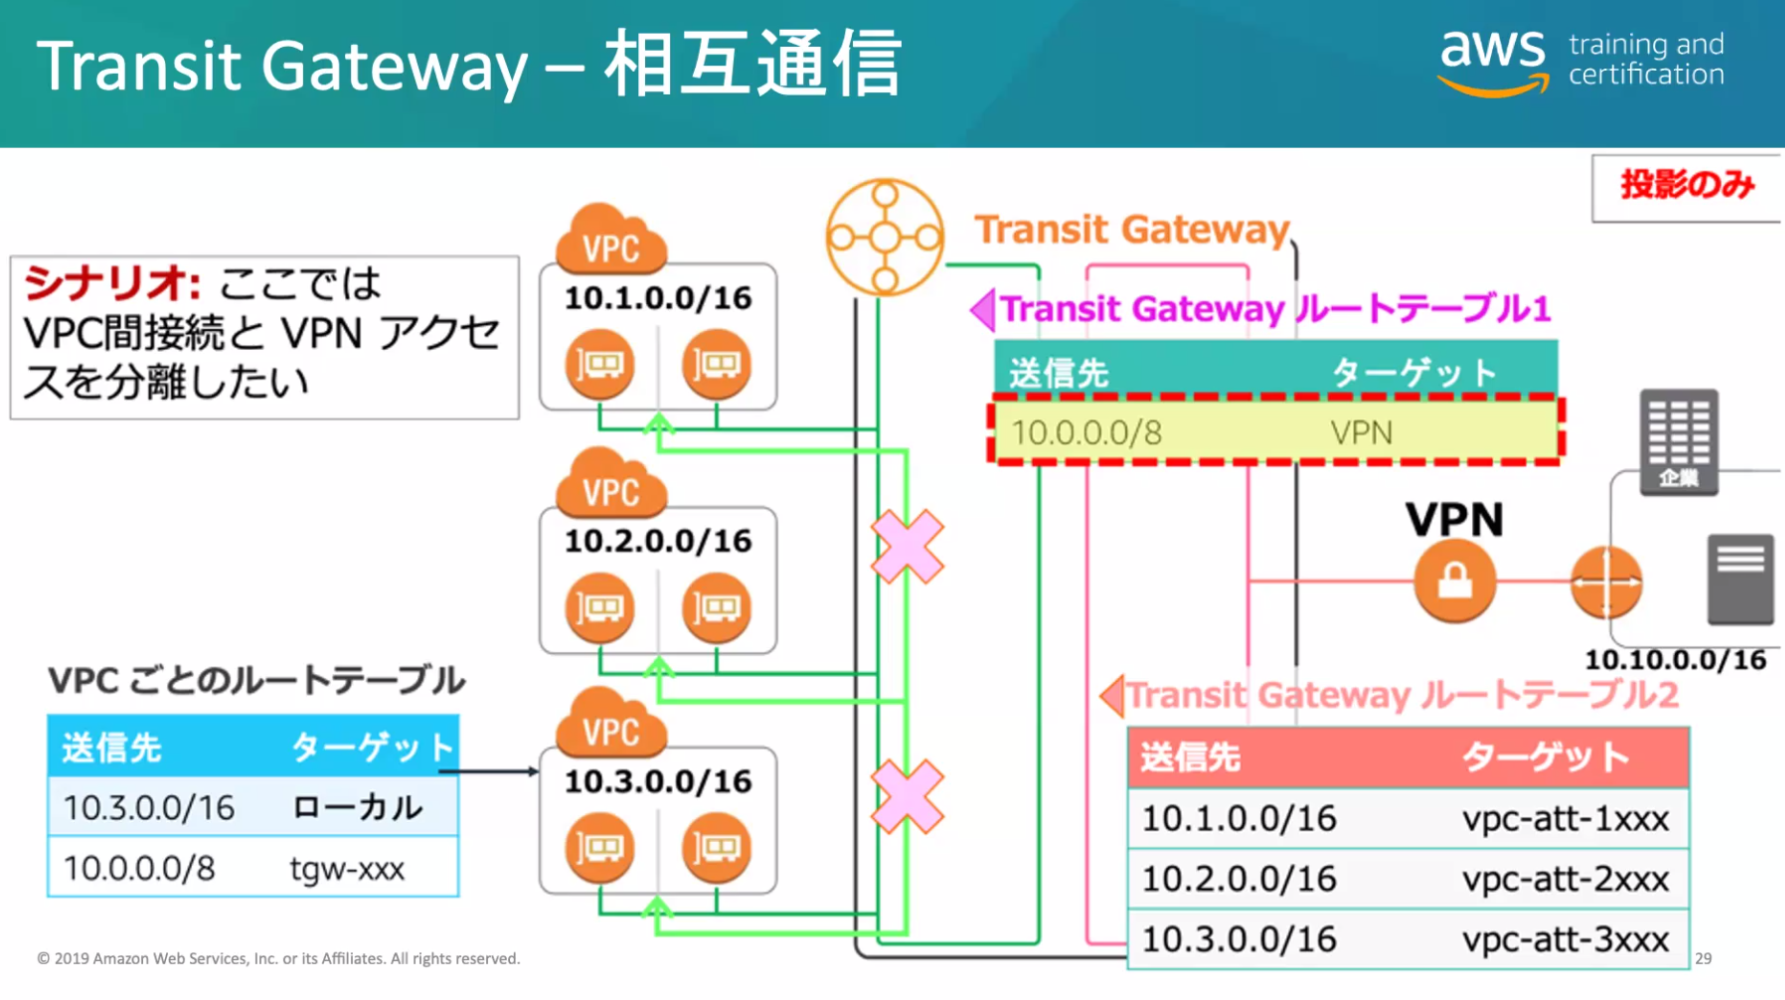 Transit Gateway – 相互通信
aws training and certification
投影のみ
シナリオ: ここでは
VPC間接続と VPN アクセ
スを分離したい
VPC
10.1.0.0/16
VPC
10.2.0.0/16
VPC
10.3.0.0/16
Transit Gateway
Transit Gateway ルートテーブル1
送信先 ターゲット
10.0.0.0/8 VPN
企業
VPN
10.10.0.0/16
VPC ごとのルートテーブル
送信先 ターゲット
10.3.0.0/16 ローカル
10.0.0.0/8 tgw-xxx
Transit Gateway ルートテーブル2
送信先 ターゲット
10.1.0.0/16 vpc-att-1xxx
10.2.0.0/16 vpc-att-2xxx
10.3.0.0/16 vpc-att-3xxx
© 2019 Amazon Web Services, Inc. or its Affiliates. All rights reserved.
29